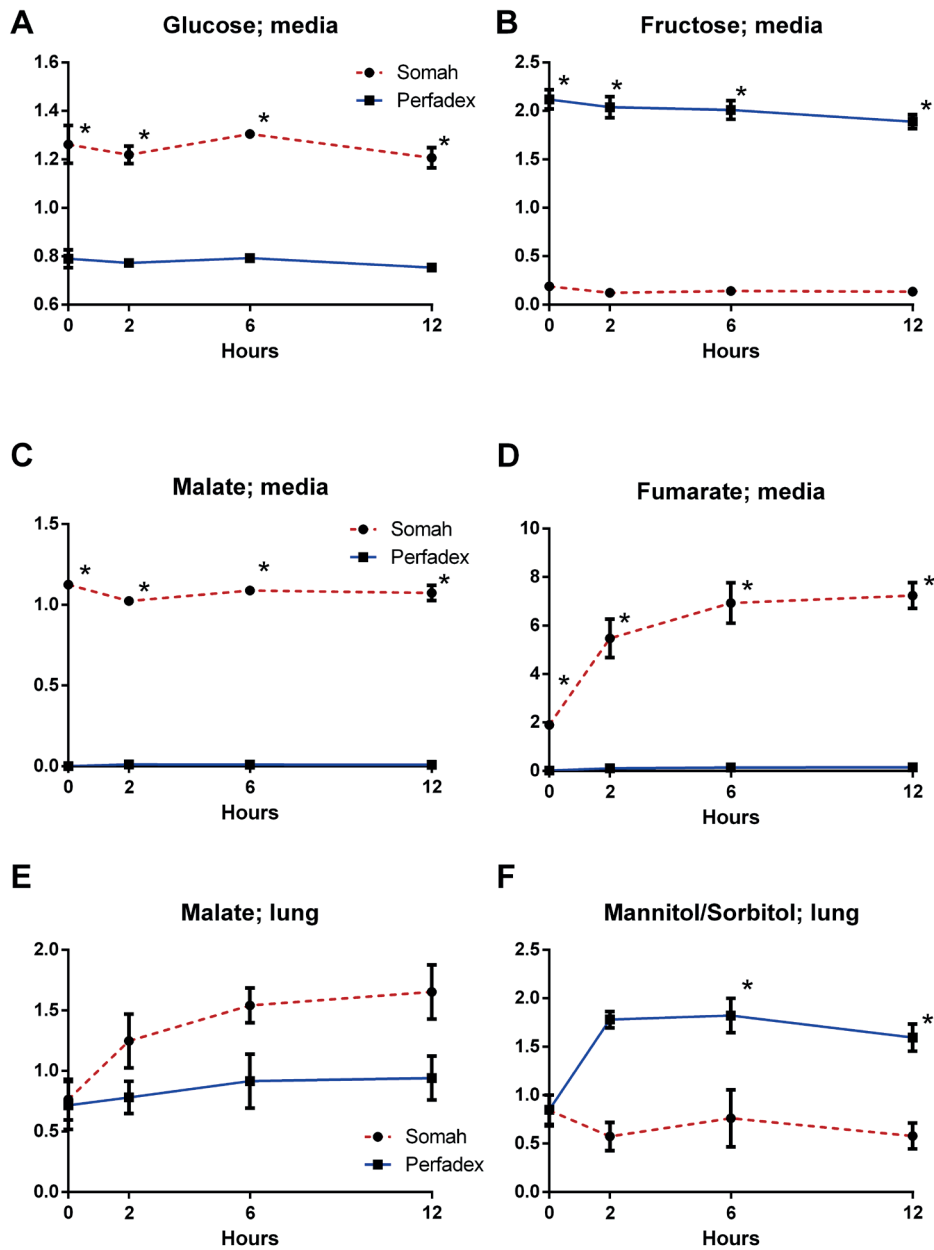 A
Glucose; media
1.6
1.4
1.2
1.0
0.8
0.6
* * * *
Somah
Perfadex
0 2 6 12
Hours
B
Fructose; media
2.5
2.0
1.5
1.0
0.5
0.0
* * * *
0 2 6 12
Hours
C
Malate; media
1.5
1.0
0.5
0.0
* * * *
Somah
Perfadex
0 2 6 12
Hours
D
Fumarate; media
10
8
6
4
2
0
* * * *
0 2 6 12
Hours
E
Malate; lung
2.0
1.5
1.0
0.5
0.0
Somah
Perfadex
0 2 6 12
Hours
F
Mannitol/Sorbitol; lung
2.5
2.0
1.5
1.0
0.5
0.0
* *
0 2 6 12
Hours